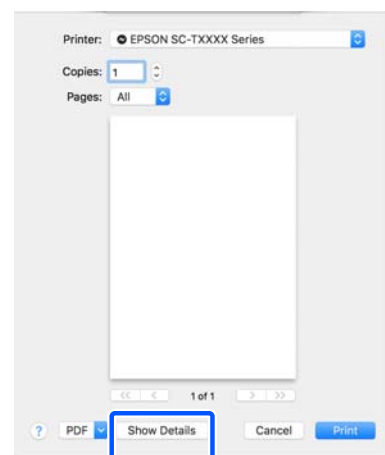 Printer: EPSON SC-TXXXX Series
Copies: 1
Pages: All
<< < 1 of 1 > >>
? PDF Show Details Cancel Print